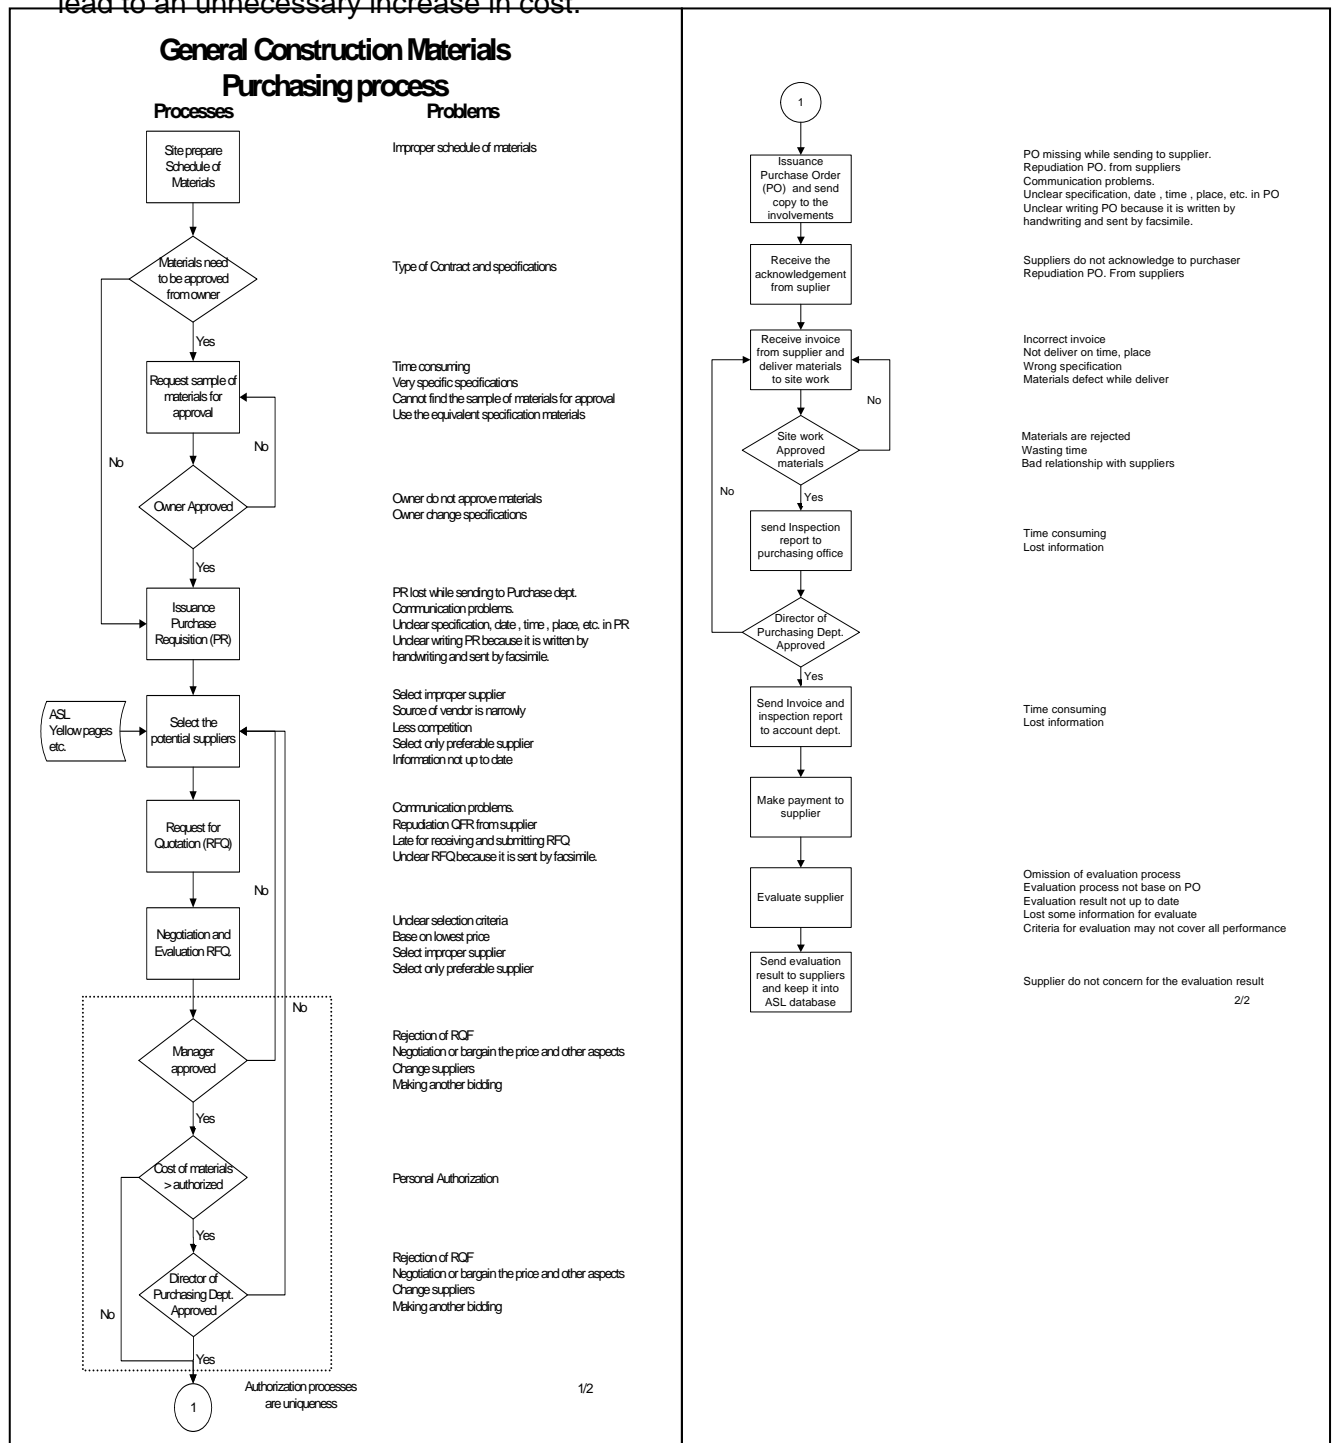 lead to an unnecessary increase in cost.
General Construction Materials
Purchasing process
Processes
Problems
Site prepare
Schedule of
Materials
Improper schedule of materials
Materials need
to be approved
from owner
Type of Contract and specifications
Yes
Request sample of
materials for
approval
Time consuming
Very specific specifications
Cannot find the sample of materials for approval
Use the equivalent specification materials
No
No
Owner Approved
Owner do not approve materials
Owner change specifications
Yes
Issuance
Purchase
Requisition (PR)
PR lost while sending to Purchase dept.
Communication problems.
Unclear specification, date , time , place, etc. in PR
Unclear writing PR because it is written by
handwriting and sent by facsimile.
ASL
Yellow pages
etc.
Select the
potential suppliers
Select improper supplier
Source of vendor is narrowly
Less competition
Select only preferable supplier
Information not up to date
Request for
Quotation (RFQ)
Communication problems.
Repudiation QFR from supplier
Late for receiving and submitting RFQ
Unclear RFQ because it is sent by facsimile.
No
Negotiation and
Evaluation RFQ.
Unclear selection criteria
Base on lowest price
Select improper supplier
Select only preferable supplier
No
Manager
approved
Rejection of RQF
Negotiation or bargain the price and other aspects
Change suppliers
Making another bidding
Yes
Cost of materials
> authorized
Personal Authorization
Yes
Director of
Purchasing Dept.
Approved
Rejection of RQF
Negotiation or bargain the price and other aspects
Change suppliers
Making another bidding
No
Yes
1
Authorization processes
are uniqueness
1/2
1
Issuance
Purchase Order
(PO) and send
copy to the
involvements
PO missing while sending to supplier.
Repudiation PO. from suppliers
Communication problems.
Unclear specification, date , time , place, etc. in PO
Unclear writing PO because it is written by
handwriting and sent by facsimile.
Receive the
acknowledgement
from suplier
Suppliers do not acknowledge to purchaser
Repudiation PO. From suppliers
Receive invoice
from supplier and
deliver materials
to site work
Incorrect invoice
Not deliver on time, place
Wrong specification
Materials defect while deliver
No
Site work
Approved
materials
Materials are rejected
Wasting time
Bad relationship with suppliers
No
Yes
send Inspection
report to
purchasing office
Time consuming
Lost information
Director of
Purchasing Dept.
Approved
Yes
Send Invoice and
inspection report
to account dept.
Time consuming
Lost information
Make payment to
supplier
Evaluate supplier
Omission of evaluation process
Evaluation process not base on PO
Evaluation result not up to date
Lost some information for evaluate
Criteria for evaluation may not cover all performance
Send evaluation
result to suppliers
and keep it into
ASL database
Supplier do not concern for the evaluation result
2/2